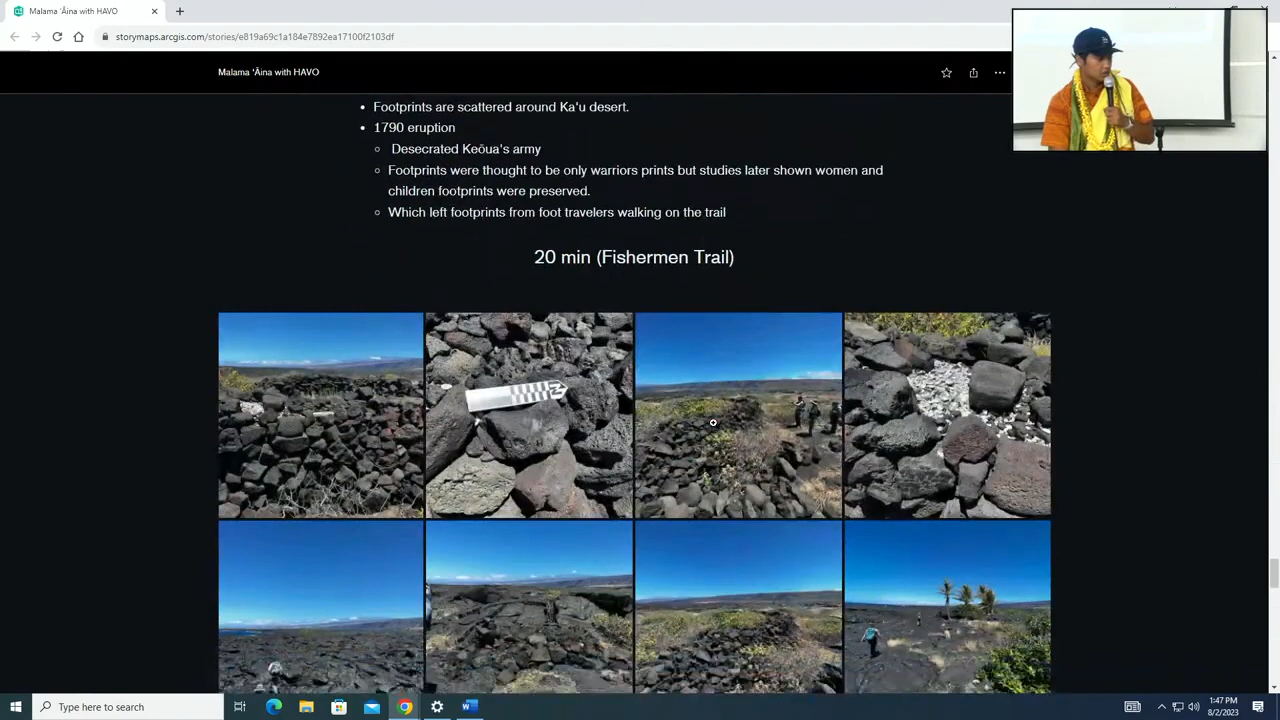 Malama 'Āina with HAVO
storymaps.arcgis.com/stories/e819a69c1a184e7892ea17100f2103df
Malama 'Āina with HAVO
Footprints are scattered around Ka'u desert.
1790 eruption
Desecrated Keōua's army
Footprints were thought to be only warriors prints but studies later shown women and
children footprints were preserved.
Which left footprints from foot travelers walking on the trail
20 min (Fishermen Trail)
Type here to search
1:47 PM
8/2/2023